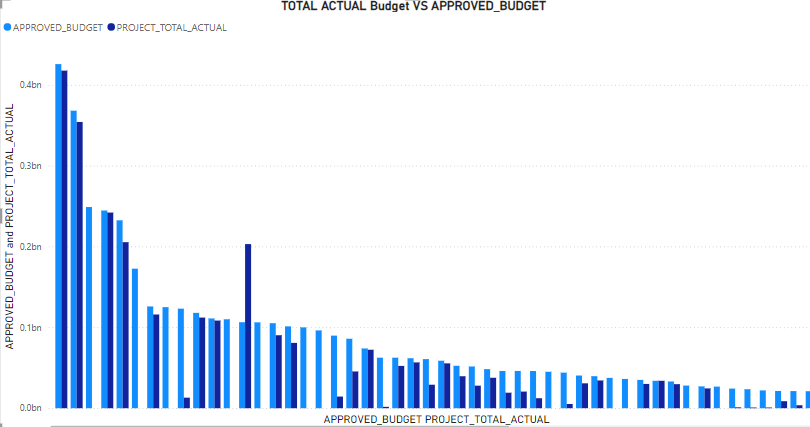 TOTAL ACTUAL Budget VS APPROVED_BUDGET
APPROVED_BUDGET PROJECT_TOTAL_ACTUAL
APPROVED_BUDGET and PROJECT_TOTAL_ACTUAL
0.4bn
0.3bn
0.2bn
0.1bn
0.0bn
APPROVED_BUDGET PROJECT_TOTAL_ACTUAL